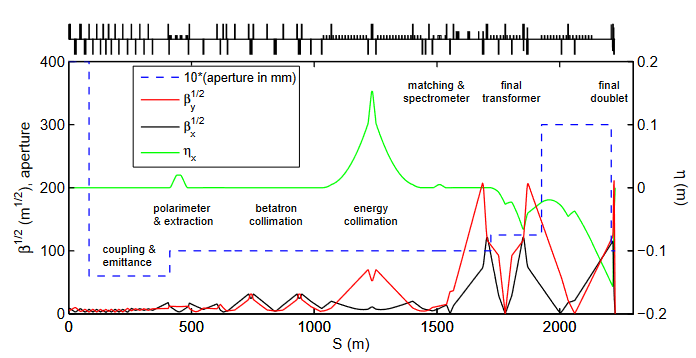 400
300
200
100
0
0.2
0.1
0
-0.1
-0.2
0
500
1000
1500
2000
S (m)
β^1/2 (m^1/2), aperture
η (m)
10*(aperture in mm)
β_y^1/2
β_x^1/2
η_x
matching &
spectrometer
final
transformer
final
doublet
polarimeter
& extraction
betatron
collimation
energy
collimation
coupling &
emittance